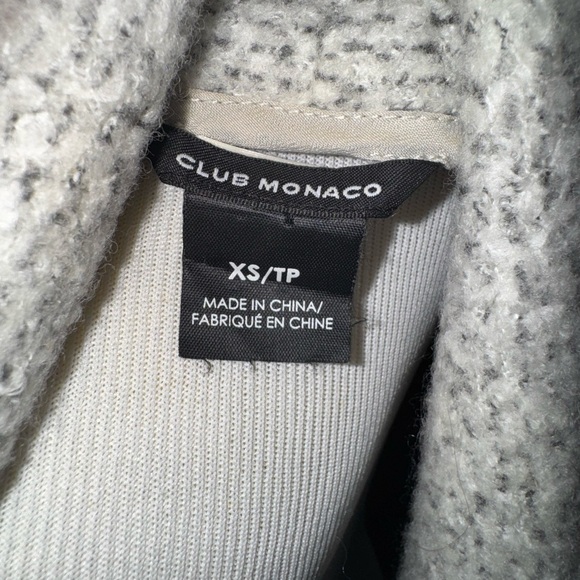 CLUB MONACO
XS/TP
MADE IN CHINA/
FABRIQUÉ EN CHINE